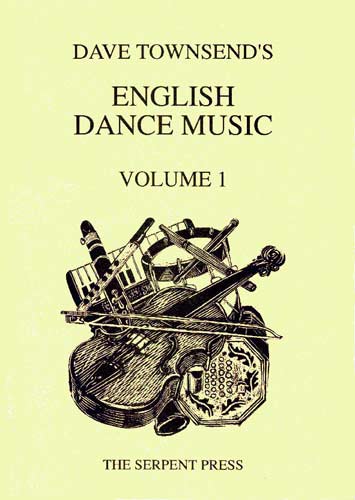 DAVE TOWNSEND'S
ENGLISH
DANCE MUSIC
VOLUME 1
THE SERPENT PRESS